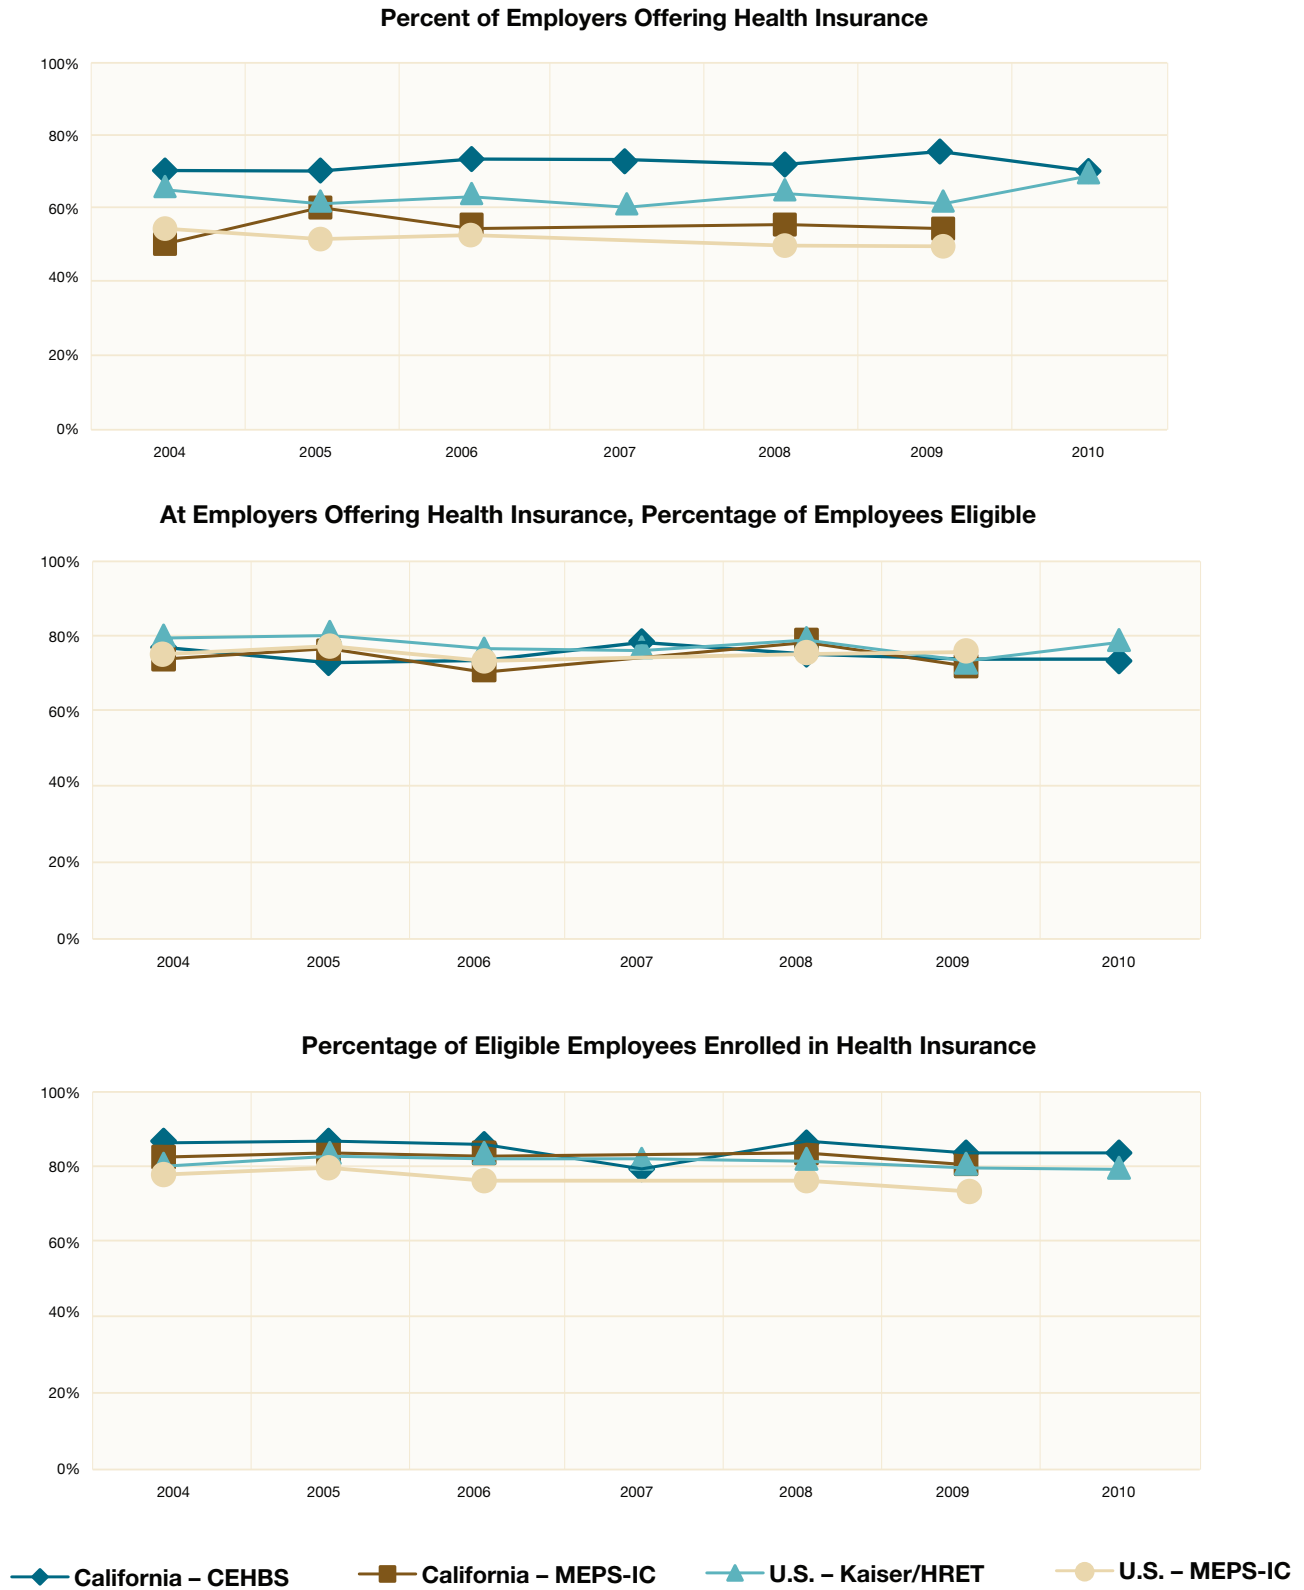 Percent of Employers Offering Health Insurance
100%
80%
60%
40%
20%
0%
2004 2005 2006 2007 2008 2009 2010
At Employers Offering Health Insurance, Percentage of Employees Eligible
100%
80%
60%
40%
20%
0%
2004 2005 2006 2007 2008 2009 2010
Percentage of Eligible Employees Enrolled in Health Insurance
100%
80%
60%
40%
20%
0%
2004 2005 2006 2007 2008 2009 2010
California – CEHBS California – MEPS-IC U.S. – Kaiser/HRET U.S. – MEPS-IC